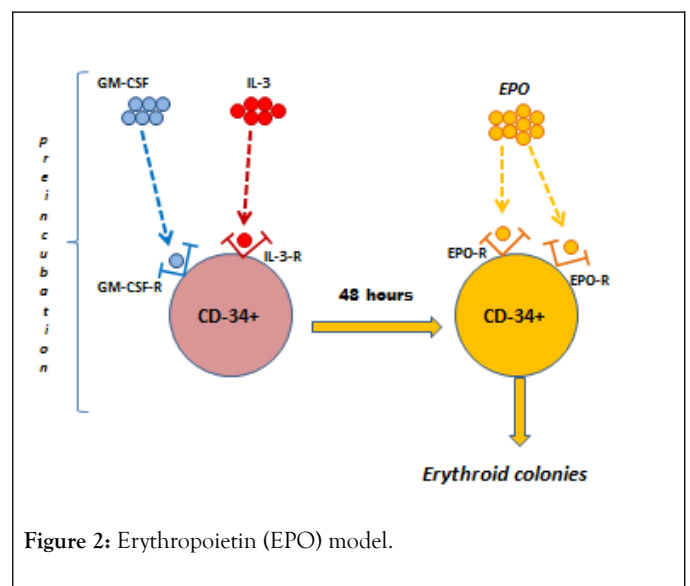 GM-CSF
IL-3
EPO
preincubation
GM-CSF-R
IL-3-R
EPO-R
EPO-R
CD-34+
48 hours
CD-34+
Erythroid colonies
Figure 2: Erythropoietin (EPO) model.